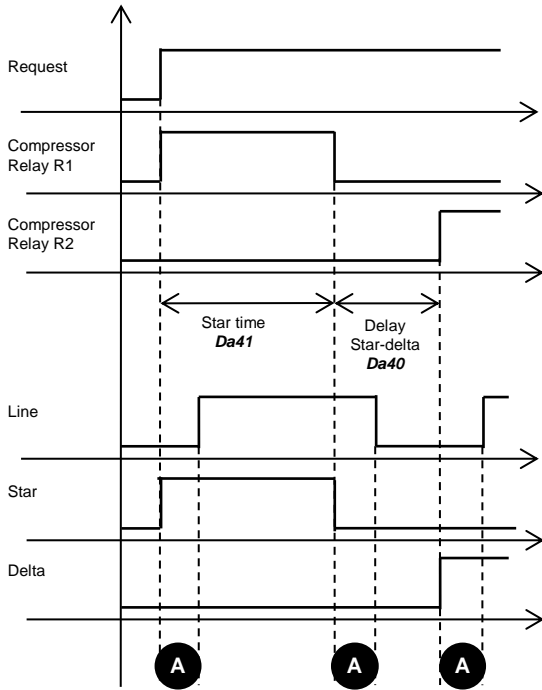 Request
Compressor
Relay R1
Compressor
Relay R2
Star time
Da41
Delay
Star-delta
Da40
Line
Star
Delta
A
A
A